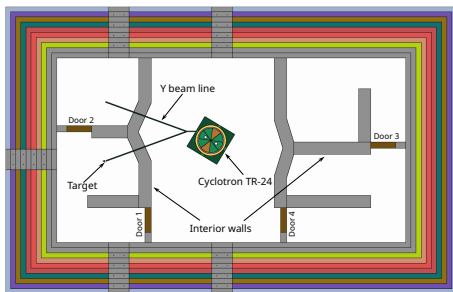 Y beam line
Door 2
Door 3
Target
Cyclotron TR-24
Door 1
Door 4
Interior walls